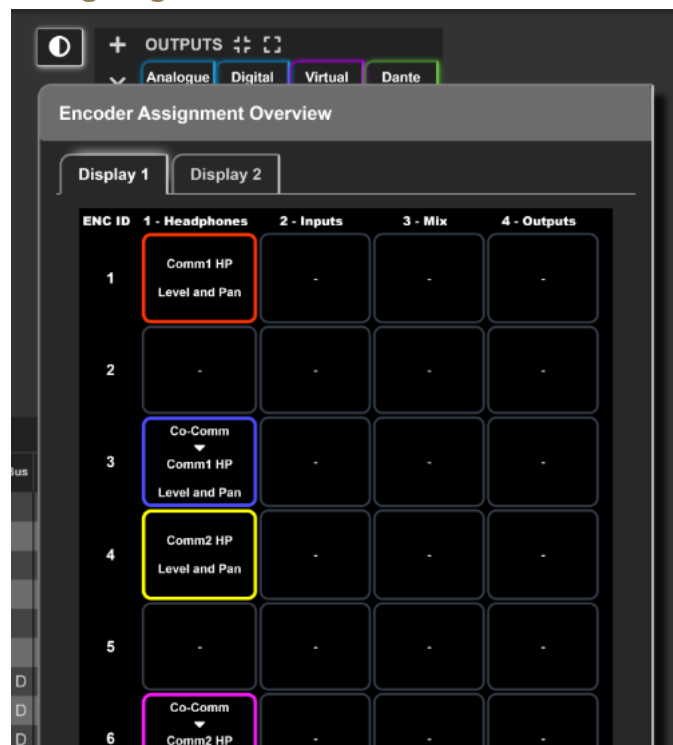 OUTPUTS
Analogue Digital Virtual Dante
Encoder Assignment Overview
Display 1 Display 2
ENC ID 1 - Headphones 2 - Inputs 3 - Mix 4 - Outputs
Comm1 HP
1 - - -
Level and Pan
2 - - - -
Co-Comm
3 Comm1 HP - - -
Level and Pan
Comm2 HP
4 - - -
Level and Pan
5 - - - -
Co-Comm
6 Comm2 HP - - -
D
D
D